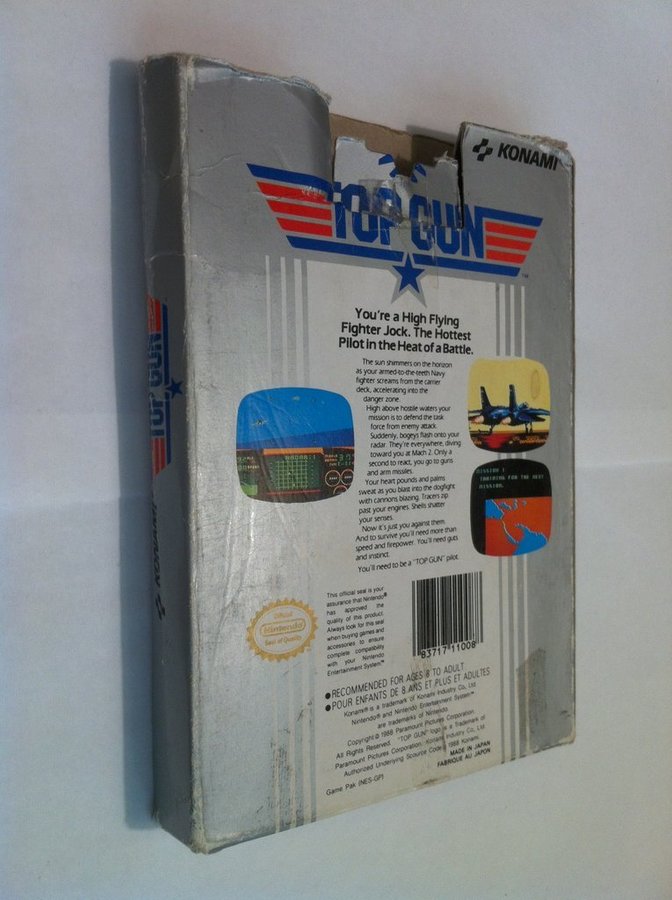 KONAMI
TOP GUN
TOP GUN
KONAMI
You're a High Flying
Fighter Jock. The Hottest
Pilot in the Heat of a Battle.
The sun shimmers on the horizon
as your armed-to-the-teeth Navy
fighter screams from the carrier
deck, accelerating into the
danger zone.
High above hostile waters your
mission is to defend the task
force from enemy attack.
Suddenly, bogeys flash onto your
radar. They're everywhere, diving
toward you at Mach 2. Only a
second to react, you go to guns
and arm missiles.
Your heart pounds and palms
sweat as you blast into the dogfight
with cannons blazing. Tracers zip
past your engines. Shells shatter
your senses.
Now it's just you against them.
And to survive you'll need more than
speed and firepower. You'll need guts
and instinct.
You'll need to be a "TOP GUN" pilot.
MISSION 1
TRAINING FOR THE NEXT
MISSION.
Official
Nintendo
Seal of Quality
This official seal is your
assurance that Nintendo®
has approved the
quality of this product.
Always look for this seal
when buying games and
accessories to ensure
complete compatibility
with your Nintendo
Entertainment System™
83717 11008
●RECOMMENDED FOR AGES 8 TO ADULT
●POUR ENFANTS DE 8 ANS ET PLUS ET ADULTES
Konami® is a trademark of Konami Industry Co., Ltd.
Nintendo® and Nintendo Entertainment System™
are trademarks of Nintendo.
Copyright © 1986 Paramount Pictures Corporation.
All Rights Reserved. "TOP GUN" logo is a Trademark of
Paramount Pictures Corporation. Konami Industry Co., Ltd.
Authorized Underlying Scource Code 1988 Konami.
MADE IN JAPAN
FABRIQUE AU JAPON
Game Pak (NES-GP)